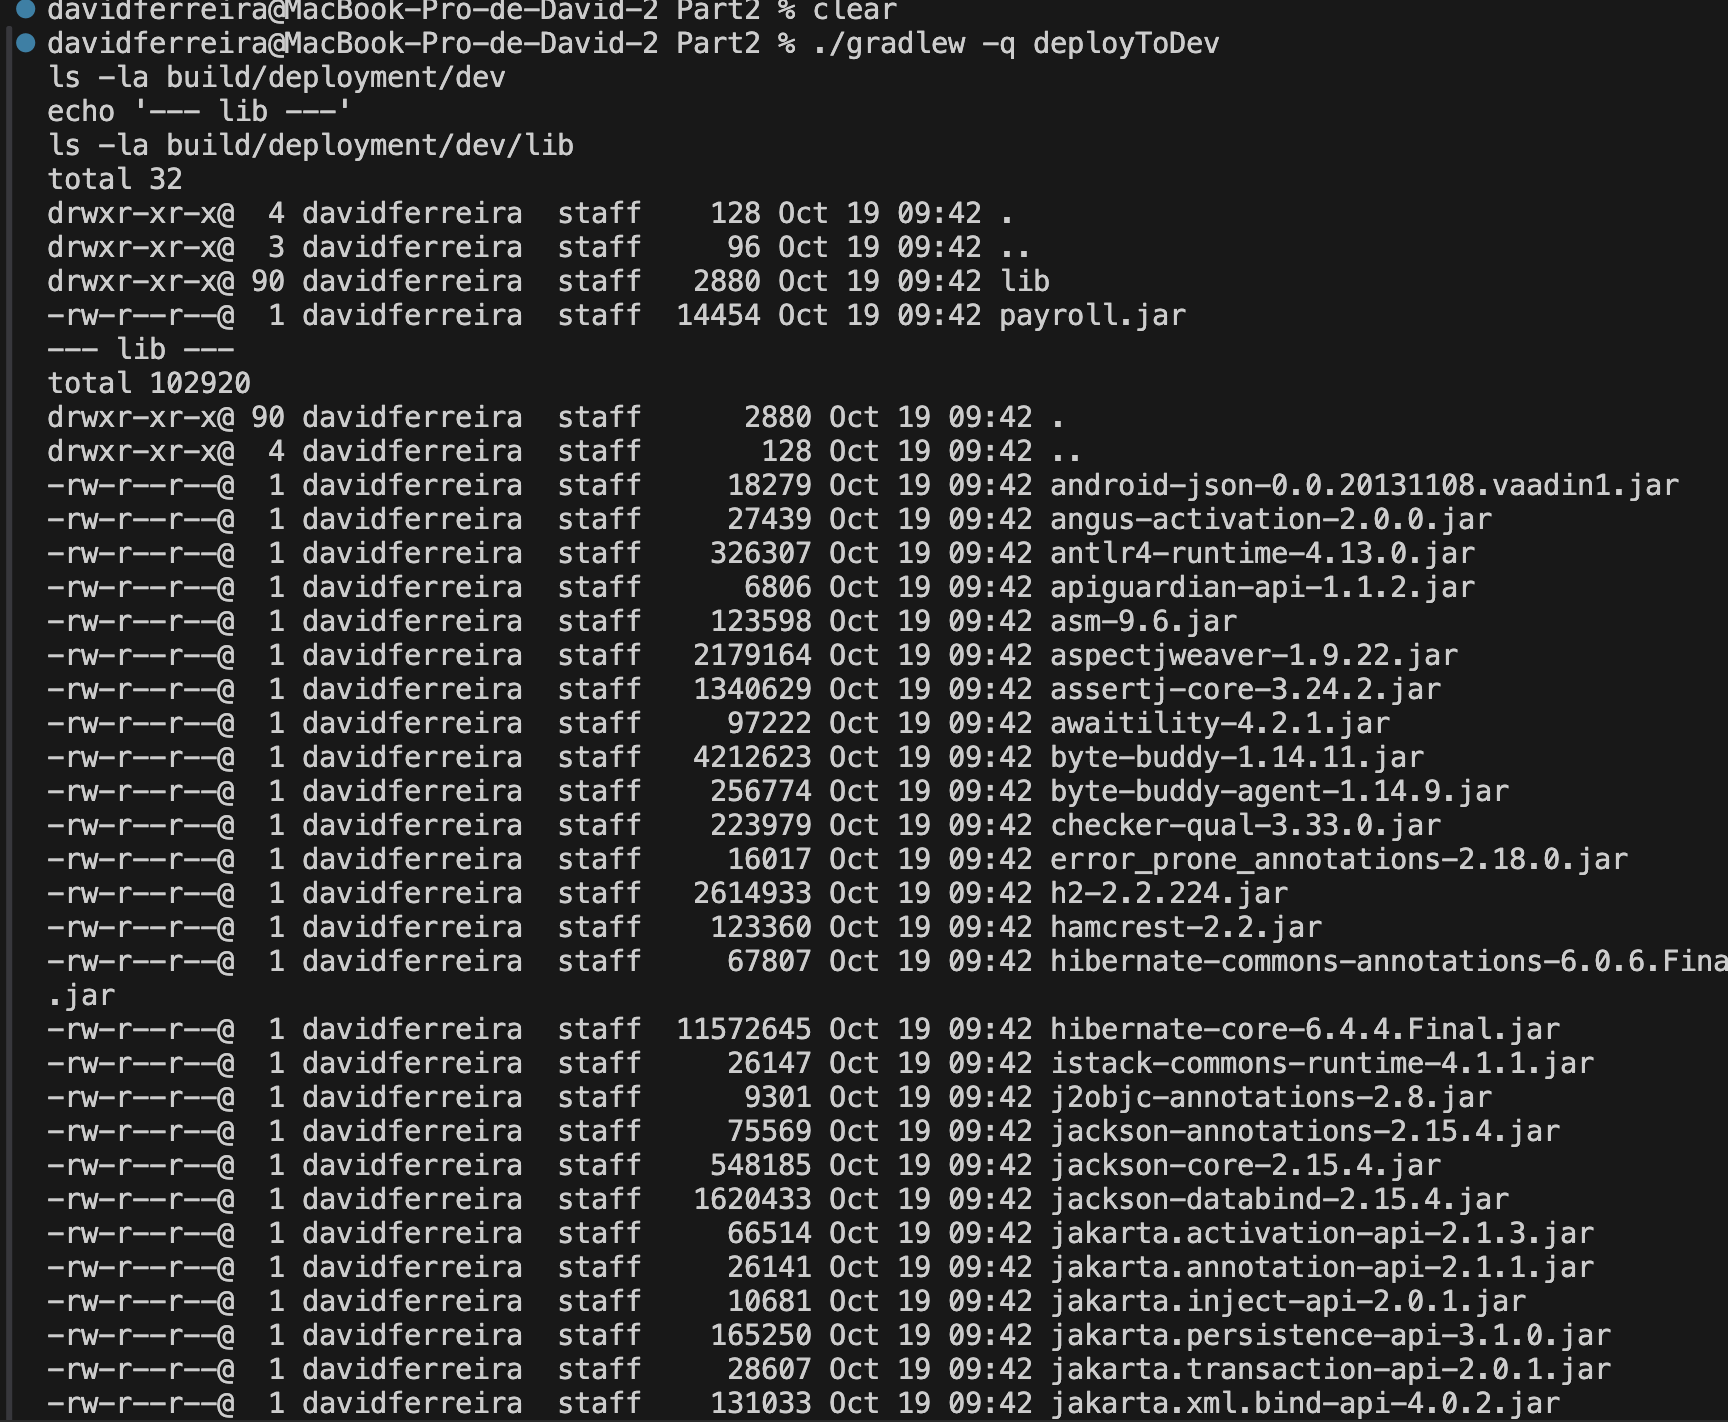 davidferreira@MacBook-Pro-de-David-2 Part2 % clear
davidferreira@MacBook-Pro-de-David-2 Part2 % ./gradlew -q deployToDev
ls -la build/deployment/dev
echo '--- lib ---'
ls -la build/deployment/dev/lib
total 32
drwxr-xr-x@  4 davidferreira  staff    128 Oct 19 09:42 .
drwxr-xr-x@  3 davidferreira  staff     96 Oct 19 09:42 ..
drwxr-xr-x@ 90 davidferreira  staff   2880 Oct 19 09:42 lib
-rw-r--r--@  1 davidferreira  staff  14454 Oct 19 09:42 payroll.jar
--- lib ---
total 102920
drwxr-xr-x@ 90 davidferreira  staff      2880 Oct 19 09:42 .
drwxr-xr-x@  4 davidferreira  staff       128 Oct 19 09:42 ..
-rw-r--r--@  1 davidferreira  staff     18279 Oct 19 09:42 android-json-0.0.20131108.vaadin1.jar
-rw-r--r--@  1 davidferreira  staff     27439 Oct 19 09:42 angus-activation-2.0.0.jar
-rw-r--r--@  1 davidferreira  staff    326307 Oct 19 09:42 antlr4-runtime-4.13.0.jar
-rw-r--r--@  1 davidferreira  staff      6806 Oct 19 09:42 apiguardian-api-1.1.2.jar
-rw-r--r--@  1 davidferreira  staff    123598 Oct 19 09:42 asm-9.6.jar
-rw-r--r--@  1 davidferreira  staff   2179164 Oct 19 09:42 aspectjweaver-1.9.22.jar
-rw-r--r--@  1 davidferreira  staff   1340629 Oct 19 09:42 assertj-core-3.24.2.jar
-rw-r--r--@  1 davidferreira  staff     97222 Oct 19 09:42 awaitility-4.2.1.jar
-rw-r--r--@  1 davidferreira  staff   4212623 Oct 19 09:42 byte-buddy-1.14.11.jar
-rw-r--r--@  1 davidferreira  staff    256774 Oct 19 09:42 byte-buddy-agent-1.14.9.jar
-rw-r--r--@  1 davidferreira  staff    223979 Oct 19 09:42 checker-qual-3.33.0.jar
-rw-r--r--@  1 davidferreira  staff     16017 Oct 19 09:42 error_prone_annotations-2.18.0.jar
-rw-r--r--@  1 davidferreira  staff   2614933 Oct 19 09:42 h2-2.2.224.jar
-rw-r--r--@  1 davidferreira  staff    123360 Oct 19 09:42 hamcrest-2.2.jar
-rw-r--r--@  1 davidferreira  staff     67807 Oct 19 09:42 hibernate-commons-annotations-6.0.6.Fina
.jar
-rw-r--r--@  1 davidferreira  staff  11572645 Oct 19 09:42 hibernate-core-6.4.4.Final.jar
-rw-r--r--@  1 davidferreira  staff     26147 Oct 19 09:42 istack-commons-runtime-4.1.1.jar
-rw-r--r--@  1 davidferreira  staff      9301 Oct 19 09:42 j2objc-annotations-2.8.jar
-rw-r--r--@  1 davidferreira  staff     75569 Oct 19 09:42 jackson-annotations-2.15.4.jar
-rw-r--r--@  1 davidferreira  staff    548185 Oct 19 09:42 jackson-core-2.15.4.jar
-rw-r--r--@  1 davidferreira  staff   1620433 Oct 19 09:42 jackson-databind-2.15.4.jar
-rw-r--r--@  1 davidferreira  staff     66514 Oct 19 09:42 jakarta.activation-api-2.1.3.jar
-rw-r--r--@  1 davidferreira  staff     26141 Oct 19 09:42 jakarta.annotation-api-2.1.1.jar
-rw-r--r--@  1 davidferreira  staff     10681 Oct 19 09:42 jakarta.inject-api-2.0.1.jar
-rw-r--r--@  1 davidferreira  staff    165250 Oct 19 09:42 jakarta.persistence-api-3.1.0.jar
-rw-r--r--@  1 davidferreira  staff     28607 Oct 19 09:42 jakarta.transaction-api-2.0.1.jar
-rw-r--r--@  1 davidferreira  staff    131033 Oct 19 09:42 jakarta.xml.bind-api-4.0.2.jar